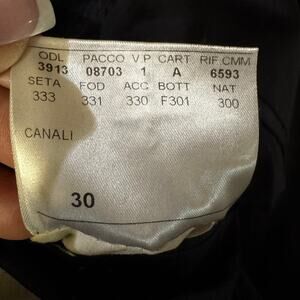 ODL PACCO V.P CART RIF.CMM
3913 08703 1 A 6593
SETA FOD ACC BOTT NAT
333 331 330 F301 300
CANALI
30